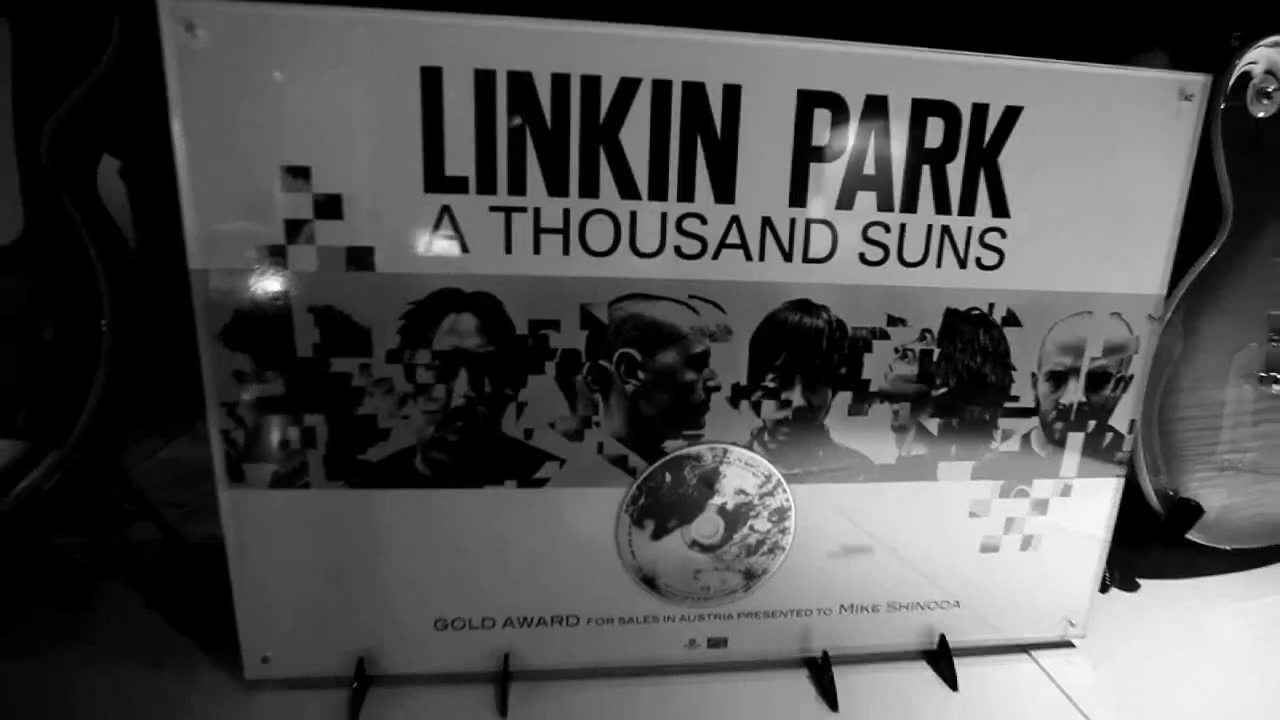 LINKIN PARK
A THOUSAND SUNS
GOLD AWARD FOR SALES IN AUSTRIA PRESENTED TO MIKE SHINODA